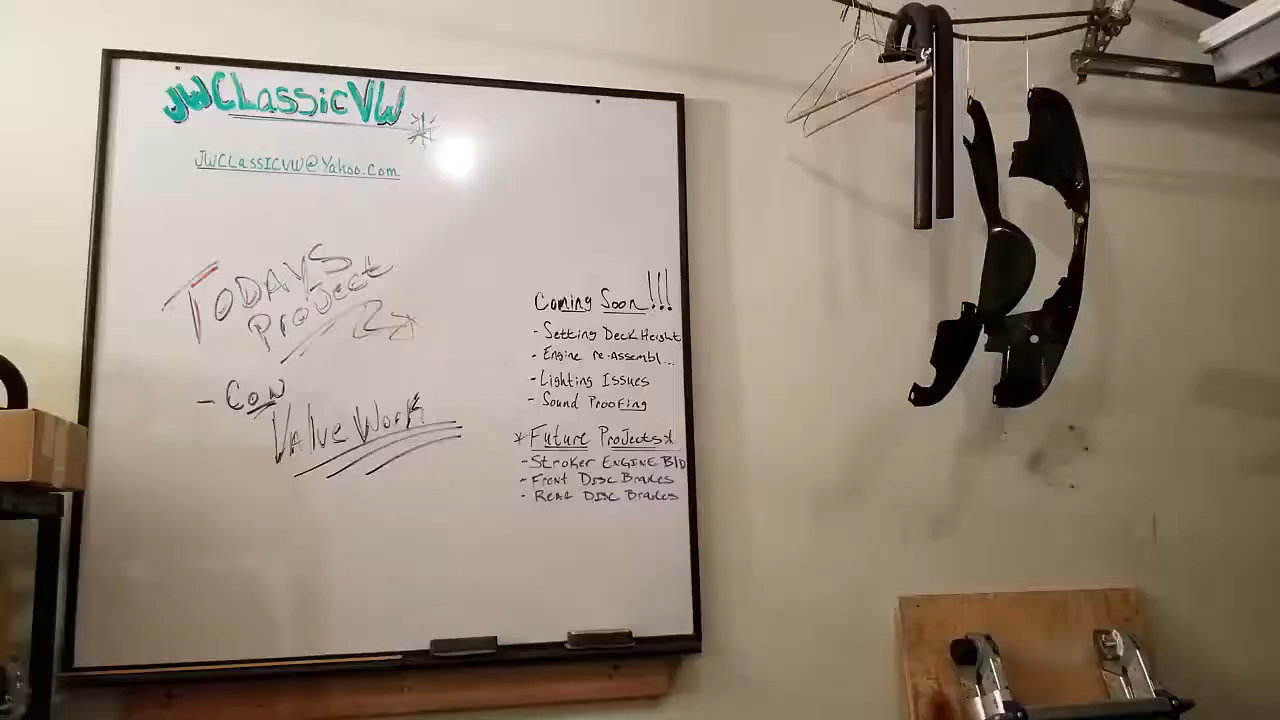 JWCLassicVW
JWCLassicVW@Yahoo.Com
TODAYS
PROJect
- Con
Valve Work
Coming Soon!!!
- Setting Deck Height
- Engine re-Assembl...
- Lighting Issues
- Sound Proofing
* Future Projects *
- Stroker ENGINE Bld
- Front Disc Brakes
- Rear Disc Brakes